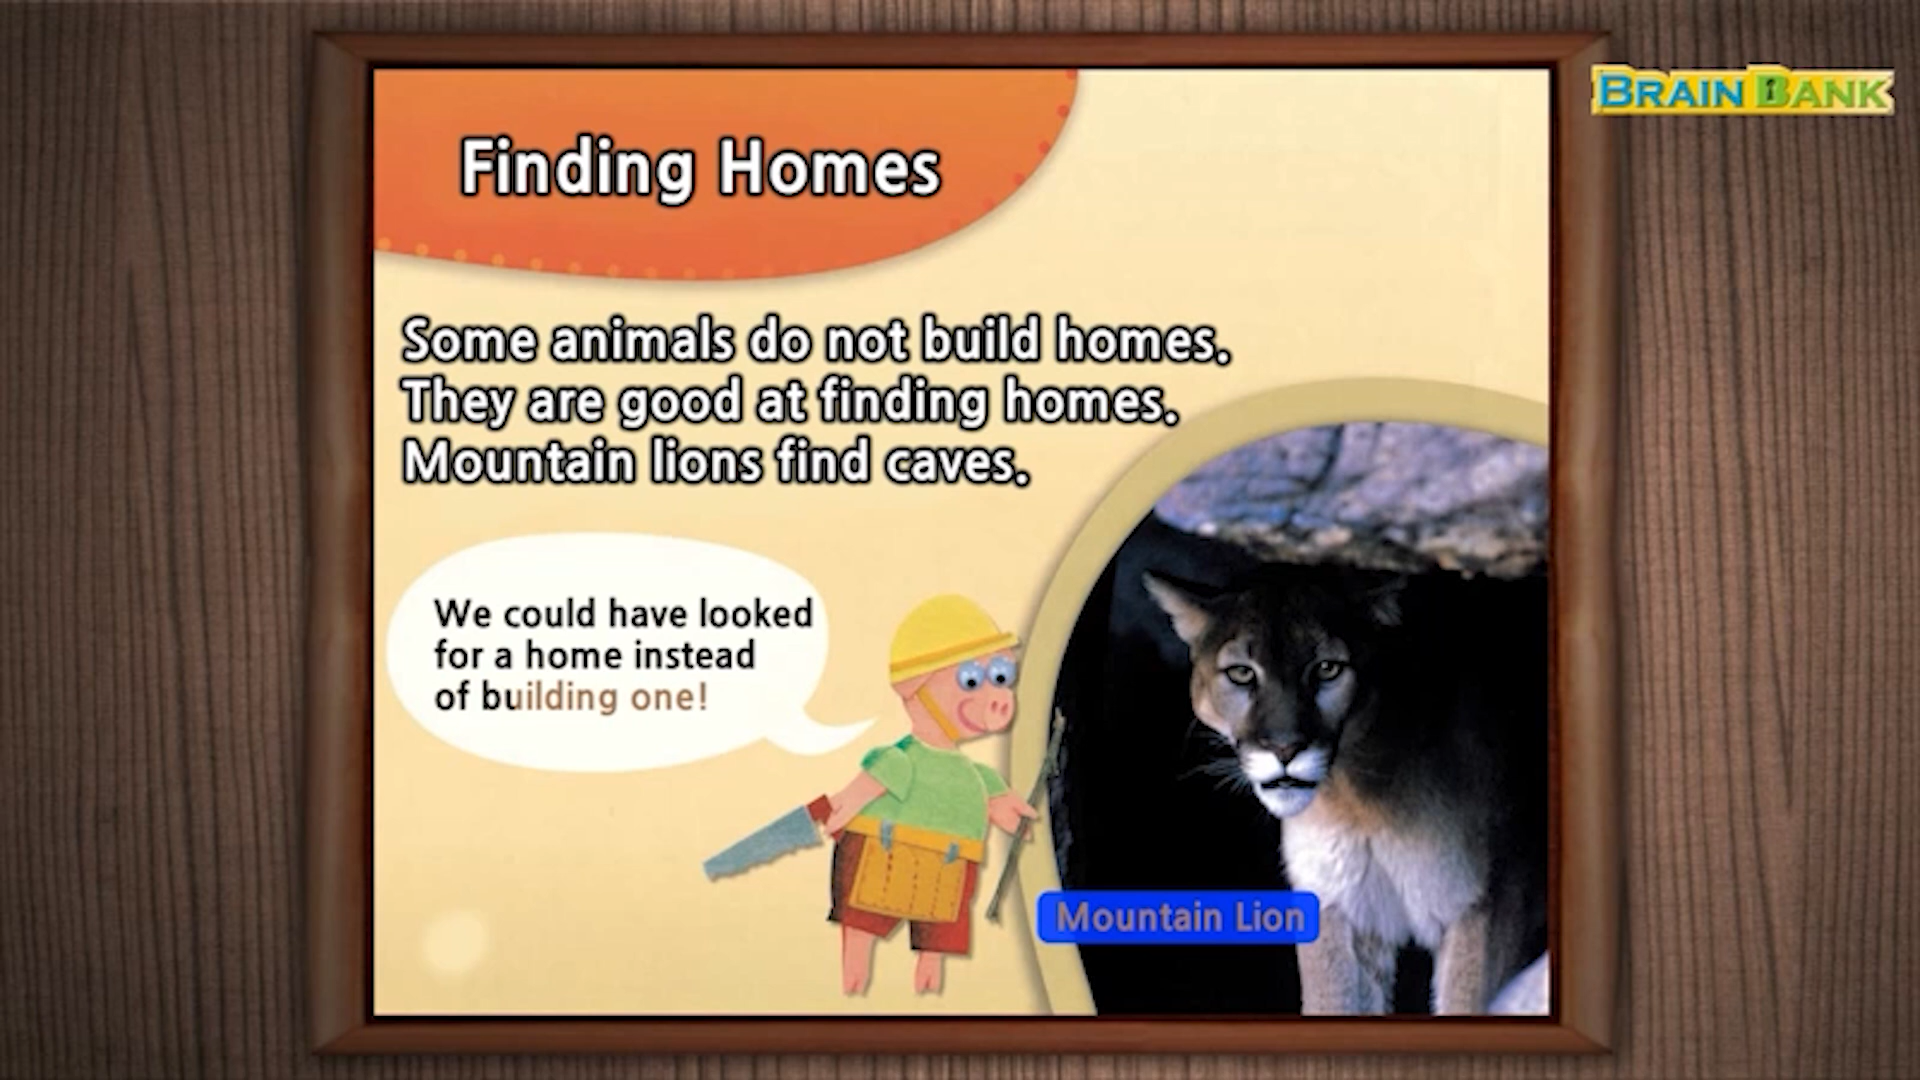 BRAIN BANK
Finding Homes
Some animals do not build homes.
They are good at finding homes.
Mountain lions find caves.
We could have looked
for a home instead
of building one!
Mountain Lion